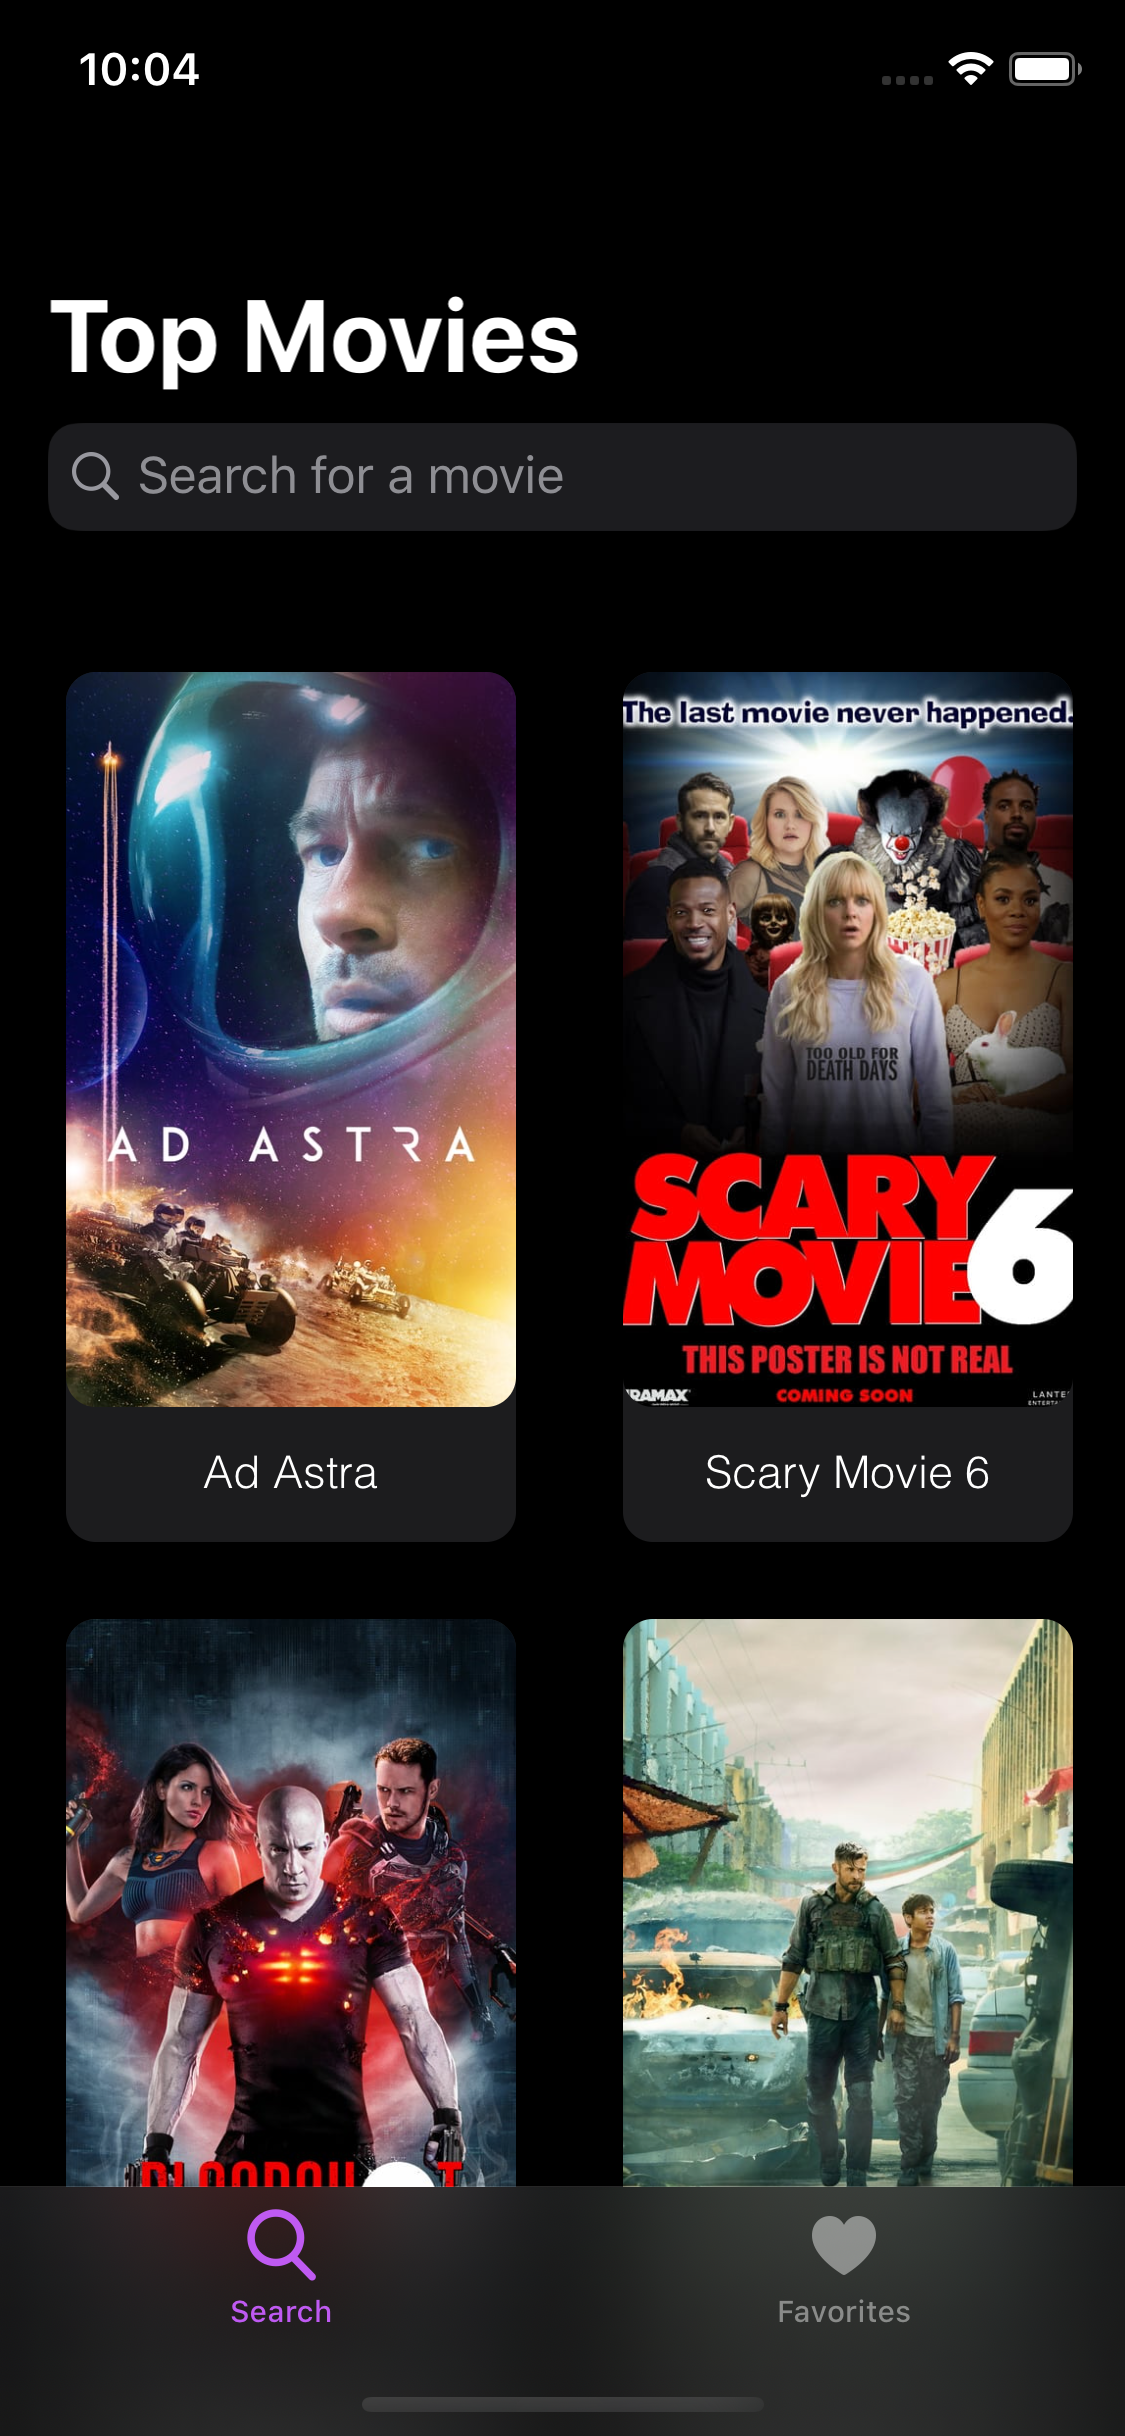 10:04
Top Movies
Search for a movie
The last movie never happened.
TOO OLD FOR
DEATH DAYS
AD ASTRA
SCARY
MOVIE 6
THIS POSTER IS NOT REAL
RAMAX
COMING SOON
LANTE
ENTERTA
Ad Astra
Scary Movie 6
Search
Favorites